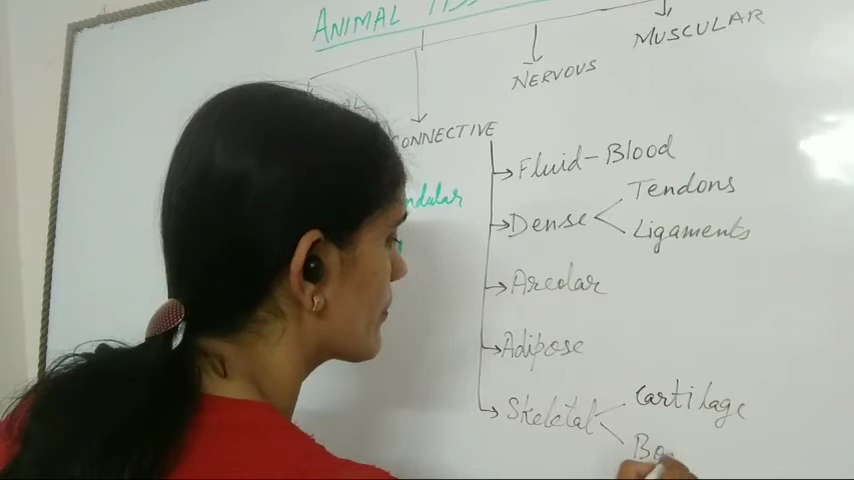 ANIMAL
MUSCULAR
NERVOUS
CONNECTIVE
Fluid-Blood
Tendons
Dense
Ligaments
Areolar
Adipose
Cartilage
Skeletal